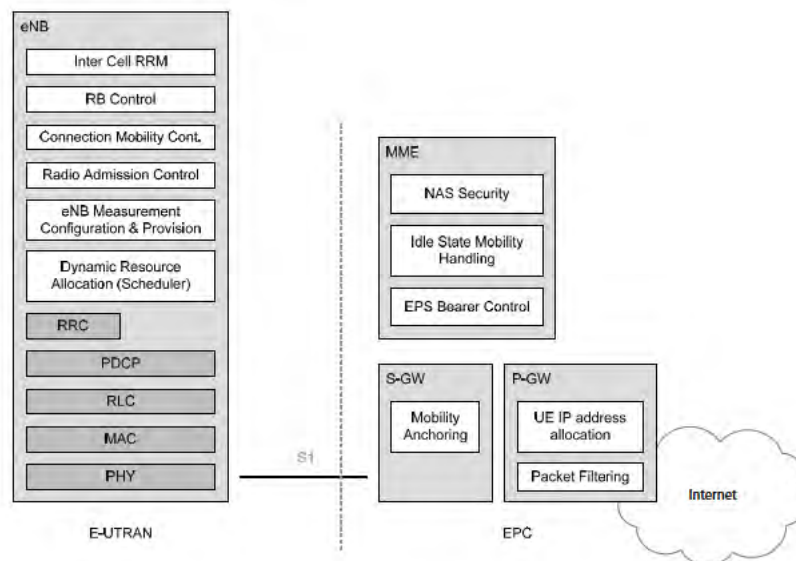 eNB
Inter Cell RRM
RB Control
Connection Mobility Cont.
Radio Admission Control
eNB Measurement
Configuration & Provision
Dynamic Resource
Allocation (Scheduler)
RRC
PDCP
RLC
MAC
PHY
E-UTRAN
S1
MME
NAS Security
Idle State Mobility
Handling
EPS Bearer Control
S-GW
Mobility
Anchoring
P-GW
UE IP address
allocation
Packet Filtering
EPC
Internet